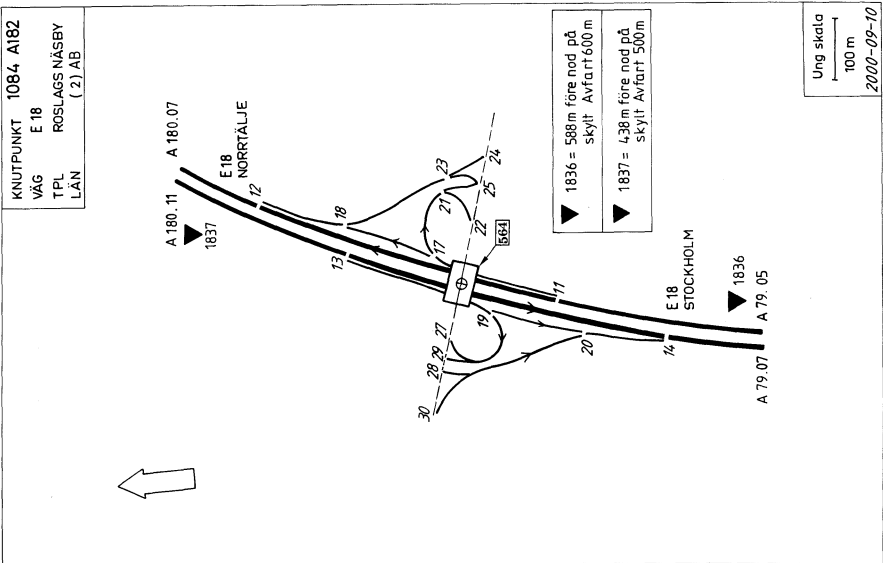 KNUTPUNKT 1084 A182
VÄG E 18
TPL ROSLAGS NÄSBY
LÄN ( 2) AB
A 180.11
A 180.07
1837
E 18
NORRTÄLJE
12
18
13
23
24
21
25
22
17
564
11
19
27
29
28
30
20
14
E 18
STOCKHOLM
1836
A 79.05
A 79.07
1836 = 588 m före nod på
skylt Avfart 600 m
1837 = 438 m före nod på
skylt Avfart 500 m
Ung skala
100 m
2000-09-10